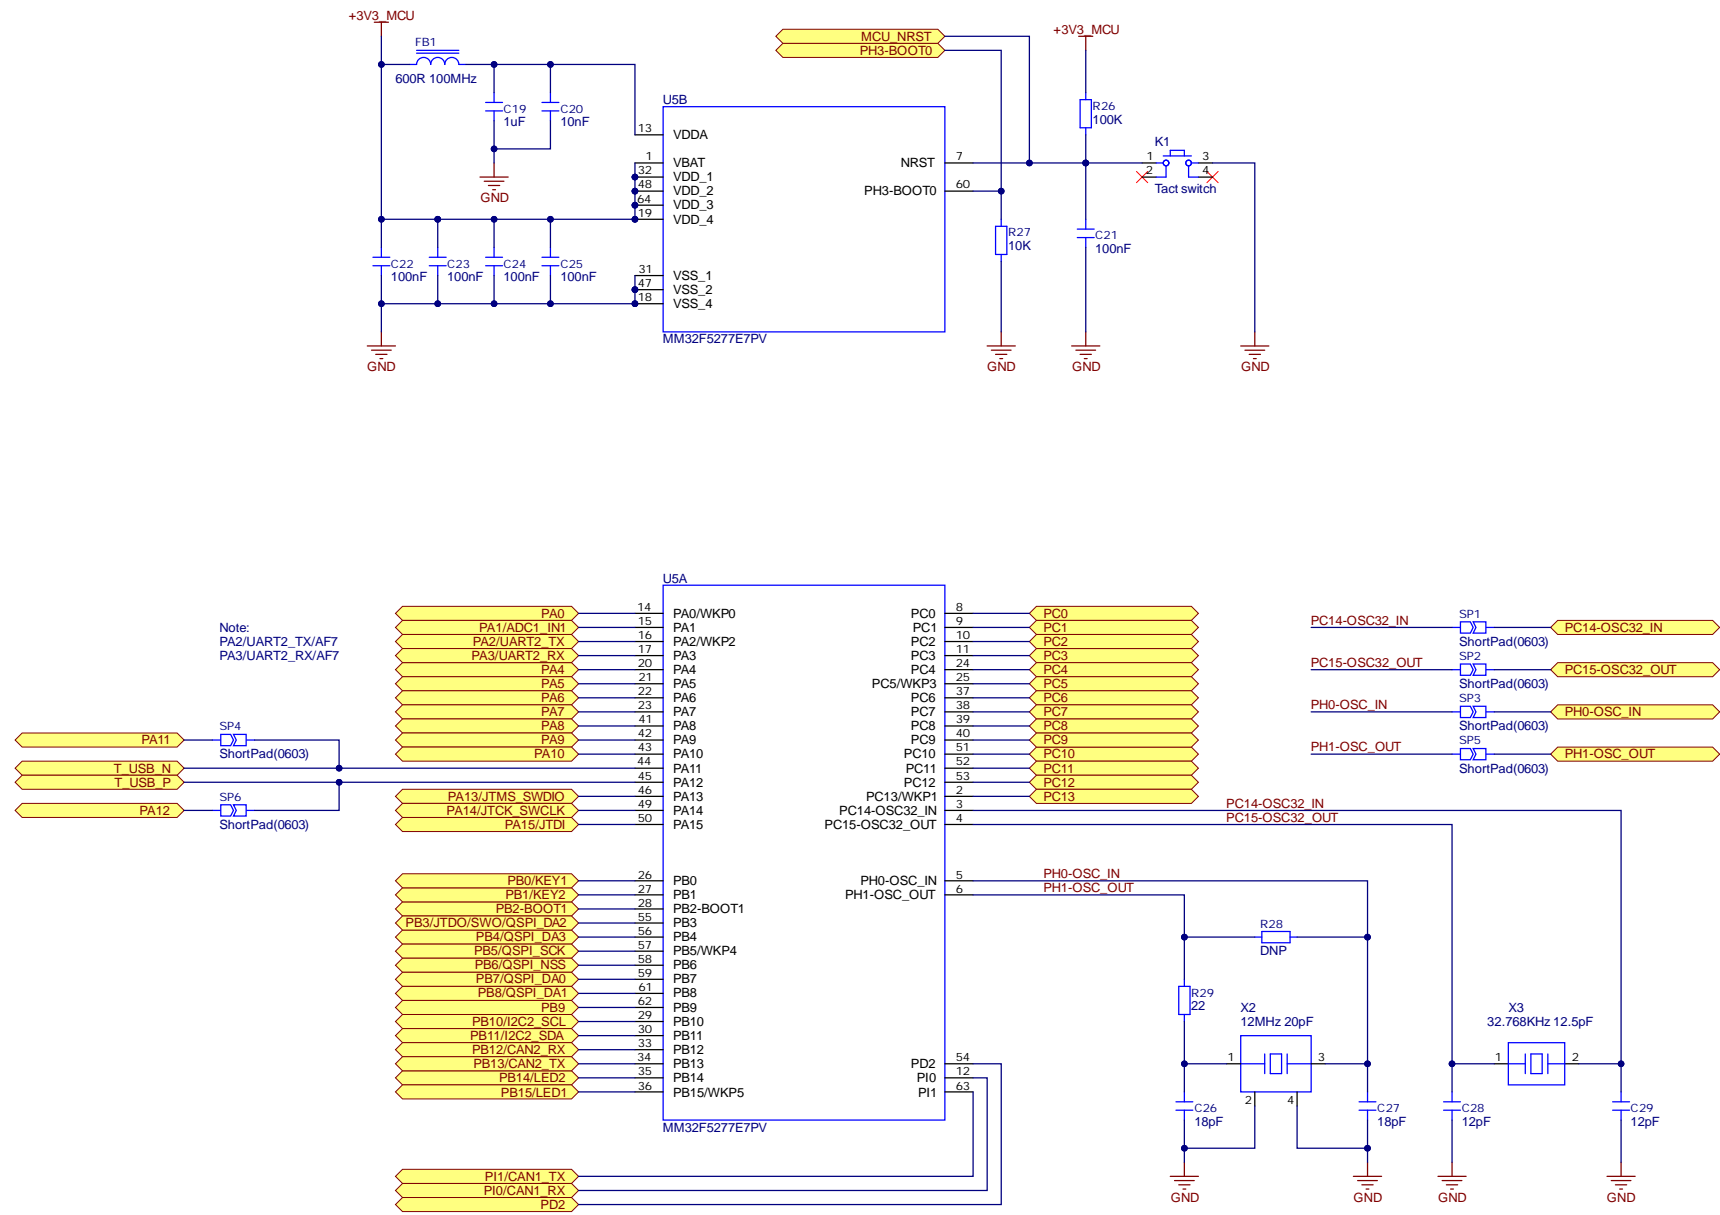 +3V3_MCU
FB1
600R 100MHz
C19
1uF
C20
10nF
GND
C22
100nF
C23
100nF
C24
100nF
C25
100nF
GND
MCU_NRST
PH3-BOOT0
U5B
13 VDDA
1 VBAT
32 VDD_1
48 VDD_2
64 VDD_3
19 VDD_4
31 VSS_1
47 VSS_2
18 VSS_4
NRST 7
PH3-BOOT0 60
MM32F5277E7PV
+3V3_MCU
R26
100K
R27
10K
C21
100nF
K1
1 3
2 4
Tact switch
GND
GND
GND
Note:
PA2/UART2_TX/AF7
PA3/UART2_RX/AF7
PA11
SP4
ShortPad(0603)
T_USB_N
T_USB_P
PA12
SP6
ShortPad(0603)
U5A
PA0 14 PA0/WKP0
PA1/ADC1_IN1 15 PA1
PA2/UART2_TX 16 PA2/WKP2
PA3/UART2_RX 17 PA3
PA4 20 PA4
PA5 21 PA5
PA6 22 PA6
PA7 23 PA7
PA8 41 PA8
PA9 42 PA9
PA10 43 PA10
44 PA11
45 PA12
PA13/JTMS_SWDIO 46 PA13
PA14/JTCK_SWCLK 49 PA14
PA15/JTDI 50 PA15
PB0/KEY1 26 PB0
PB1/KEY2 27 PB1
PB2-BOOT1 28 PB2-BOOT1
PB3/JTDO/SWO/QSPI_DA2 55 PB3
PB4/QSPI_DA3 56 PB4
PB5/QSPI_SCK 57 PB5/WKP4
PB6/QSPI_NSS 58 PB6
PB7/QSPI_DA0 59 PB7
PB8/QSPI_DA1 61 PB8
PB9 62 PB9
PB10/I2C2_SCL 29 PB10
PB11/I2C2_SDA 30 PB11
PB12/CAN2_RX 33 PB12
PB13/CAN2_TX 34 PB13
PB14/LED2 35 PB14
PB15/LED1 36 PB15/WKP5
PC0 8 PC0
PC1 9 PC1
PC2 10 PC2
PC3 11 PC3
PC4 24 PC4
PC5/WKP3 25 PC5
PC6 37 PC6
PC7 38 PC7
PC8 39 PC8
PC9 40 PC9
PC10 51 PC10
PC11 52 PC11
PC12 53 PC12
PC13/WKP1 2 PC13
PC14-OSC32_IN 3 PC14-OSC32_IN
PC15-OSC32_OUT 4 PC15-OSC32_OUT
PH0-OSC_IN 5 PH0-OSC_IN
PH1-OSC_OUT 6 PH1-OSC_OUT
PD2 54
PI0 12
PI1 63
MM32F5277E7PV
PI1/CAN1_TX
PI0/CAN1_RX
PD2
PC14-OSC32_IN
SP1
ShortPad(0603)
PC14-OSC32_IN
PC15-OSC32_OUT
SP2
ShortPad(0603)
PC15-OSC32_OUT
PH0-OSC_IN
SP3
ShortPad(0603)
PH0-OSC_IN
PH1-OSC_OUT
SP5
ShortPad(0603)
PH1-OSC_OUT
R28
DNP
R29
22
X2
12MHz 20pF
1 3
2 4
C26
18pF
C27
18pF
GND
GND
X3
32.768KHz 12.5pF
1 2
C28
12pF
C29
12pF
GND
GND